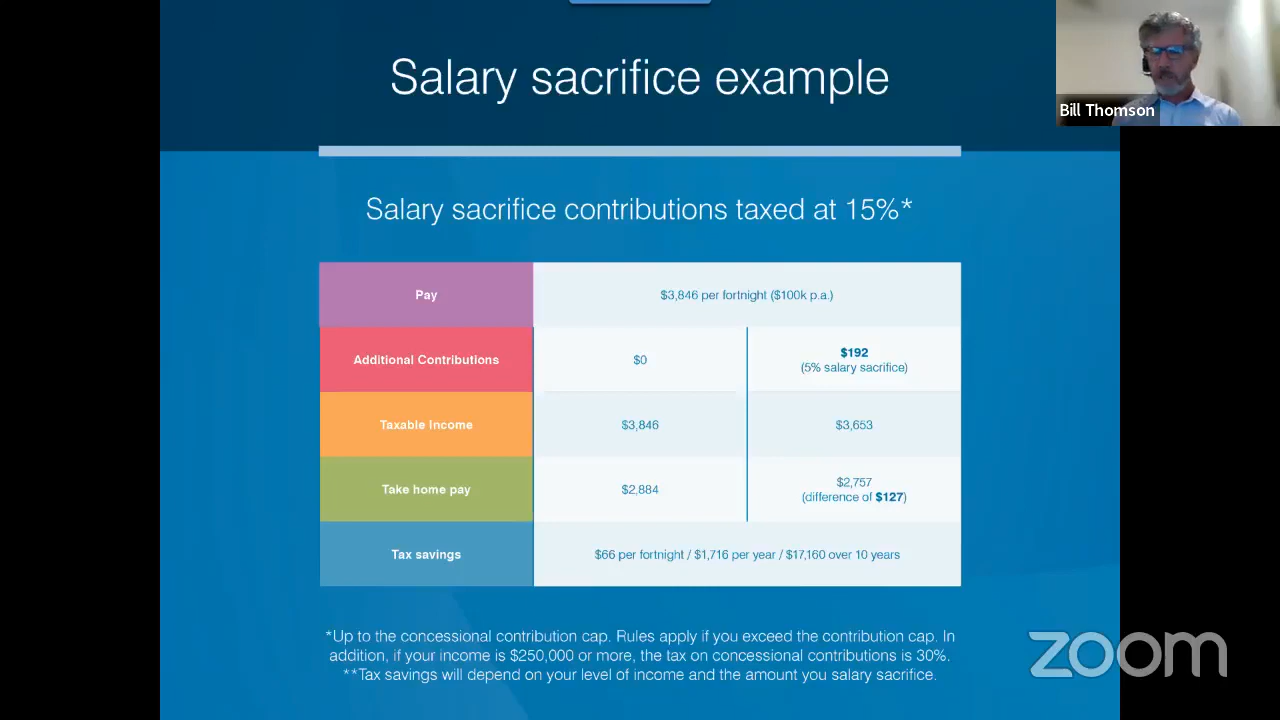 Salary sacrifice example
Bill Thomson
Salary sacrifice contributions taxed at 15%*
Pay
$3,846 per fortnight ($100k p.a.)
Additional Contributions
$0
$192
(5% salary sacrifice)
Taxable Income
$3,846
$3,653
Take home pay
$2,884
$2,757
(difference of $127)
Tax savings
$66 per fortnight / $1,716 per year / $17,160 over 10 years
*Up to the concessional contribution cap. Rules apply if you exceed the contribution cap. In
addition, if your income is $250,000 or more, the tax on concessional contributions is 30%.
**Tax savings will depend on your level of income and the amount you salary sacrifice.
zoom